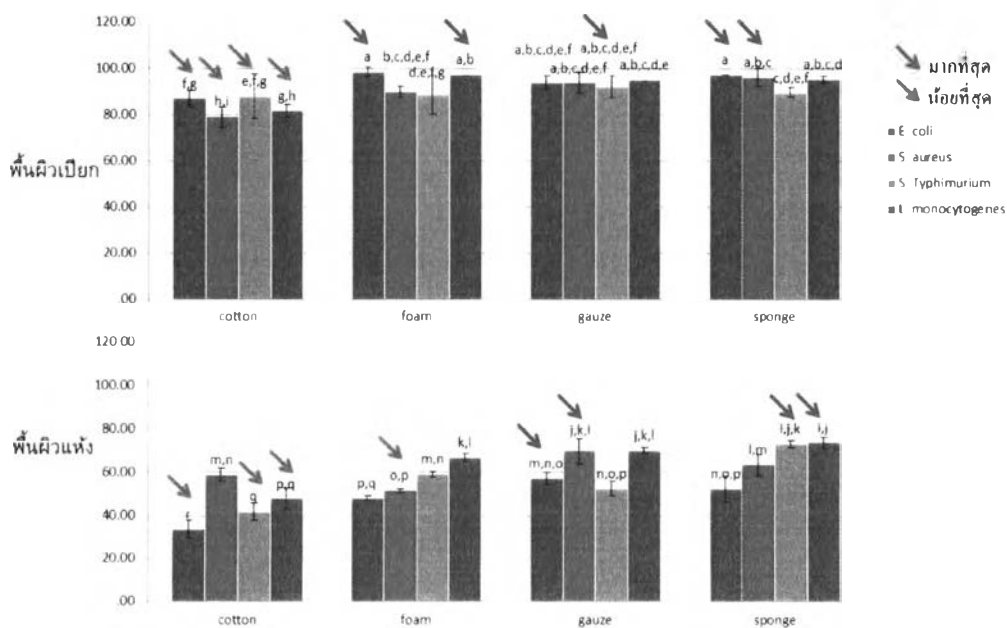 120.00
100.00
80.00
60.00
40.00
20.00
.00
พื้นผิวเปียก
f,g
h,i
e,f,g
g,h
a
b,c,d,e,f
d,e,f,g
a,b
a,b,c,d,e,f
a,b,c,d,e,f
a,b,c,d,e,f
a,b,c,d,e
a
a,b,c
c,d,e,f
a,b,c,d
cotton
foam
gauze
sponge
มากที่สุด
น้อยที่สุด
E coli
S aureus
S Typhimurium
L monocytogenes
120.00
100.00
80.00
60.00
40.00
20.00
.00
พื้นผิวแห้ง
m,n
q
p,q
p,q
o,p
m,n
k,l
m,n,o
j,k,l
n,o,p
j,k,l
n,o,p
l,m
i,j,k
i,j
cotton
foam
gauze
sponge